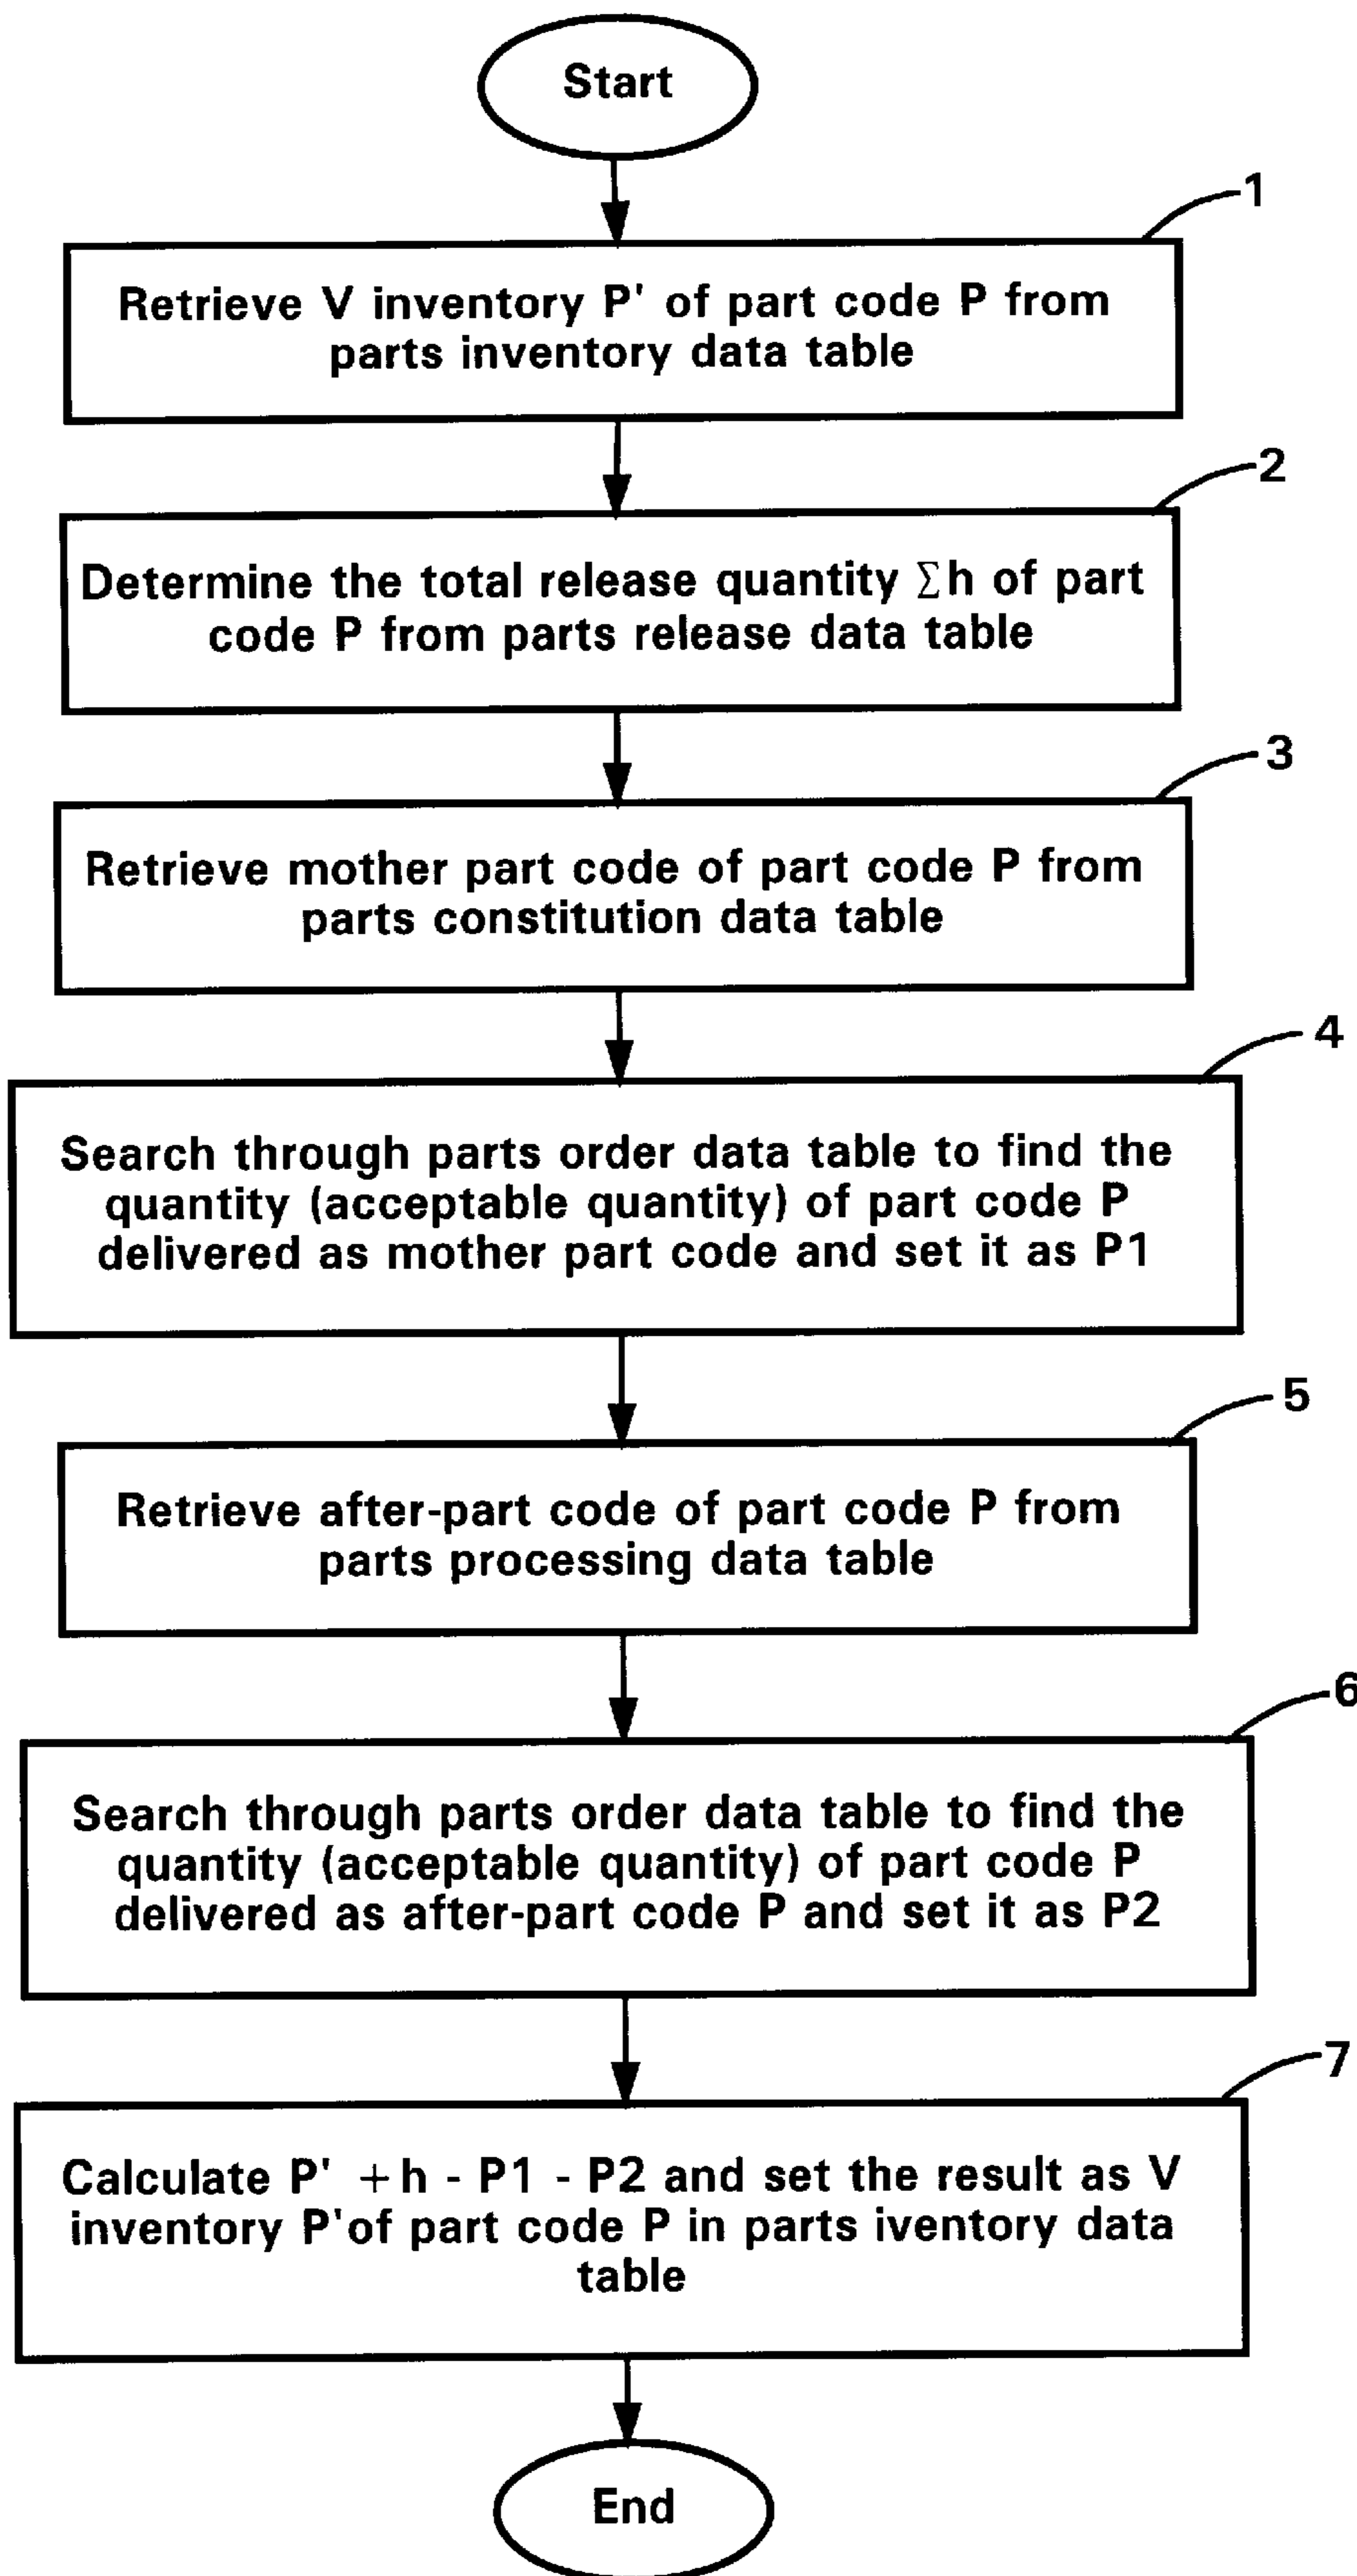 Start
1
Retrieve V inventory P' of part code P from
parts inventory data table
2
Determine the total release quantity Σh of part
code P from parts release data table
3
Retrieve mother part code of part code P from
parts constitution data table
4
Search through parts order data table to find the
quantity (acceptable quantity) of part code P
delivered as mother part code and set it as P1
5
Retrieve after-part code of part code P from
parts processing data table
6
Search through parts order data table to find the
quantity (acceptable quantity) of part code P
delivered as after-part code P and set it as P2
7
Calculate P' +h - P1 - P2 and set the result as V
inventory P'of part code P in parts iventory data
table
End